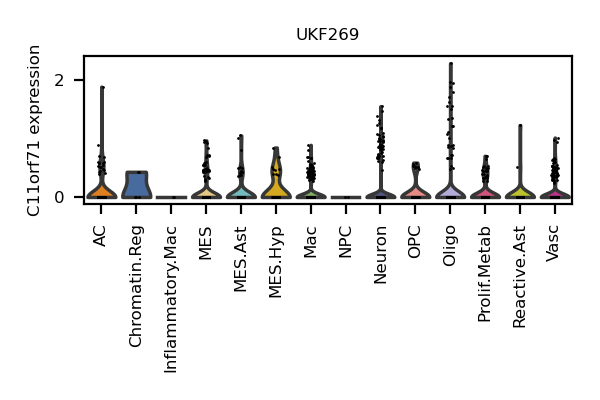 UKF269
C11orf71 expression
2
0
AC
Chromatin.Reg
Inflammatory.Mac
MES
MES.Ast
MES.Hyp
Mac
NPC
Neuron
OPC
Oligo
Prolif.Metab
Reactive.Ast
Vasc